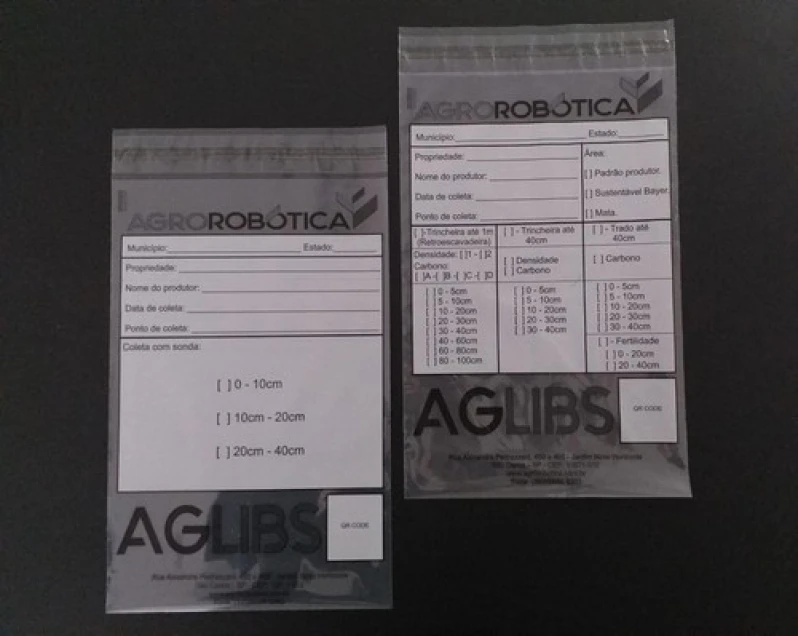 AGROROBÓTICA
Município: Estado:
Propriedade:
Nome do produtor:
Data de coleta:
Ponto de coleta:
Coleta com sonda:
[ ] 0 - 10cm
[ ] 10cm - 20cm
[ ] 20cm - 40cm
AGLIBS
QR CODE
AGROROBÓTICA
Município: Estado:
Propriedade:
Nome do produtor:
Data de coleta:
Ponto de coleta:
Área:
[ ] Padrão produtor.
[ ] Sustentável Bayer.
[ ] Mata.
[ ]-Trincheira até 1m
(Retroescavadeira)
Densidade: [ ]1 - [ ]2
Carbono:
[ ]A -[ ]B -[ ]C -[ ]D
[ ] 0 - 5cm
[ ] 5 - 10cm
[ ] 10 - 20cm
[ ] 20 - 30cm
[ ] 30 - 40cm
[ ] 40 - 60cm
[ ] 60 - 80cm
[ ] 80 - 100cm
[ ] - Trincheira até
40cm
[ ] Densidade
[ ] Carbono
[ ] 0 - 5cm
[ ] 5 - 10cm
[ ] 10 - 20cm
[ ] 20 - 30cm
[ ] 30 - 40cm
[ ] - Trado até
40cm
[ ] Carbono
[ ] 0 - 5cm
[ ] 5 - 10cm
[ ] 10 - 20cm
[ ] 20 - 30cm
[ ] 30 - 40cm
[ ] - Fertilidade
[ ] 0 - 20cm
[ ] 20 - 40cm
AGLIBS
QR CODE